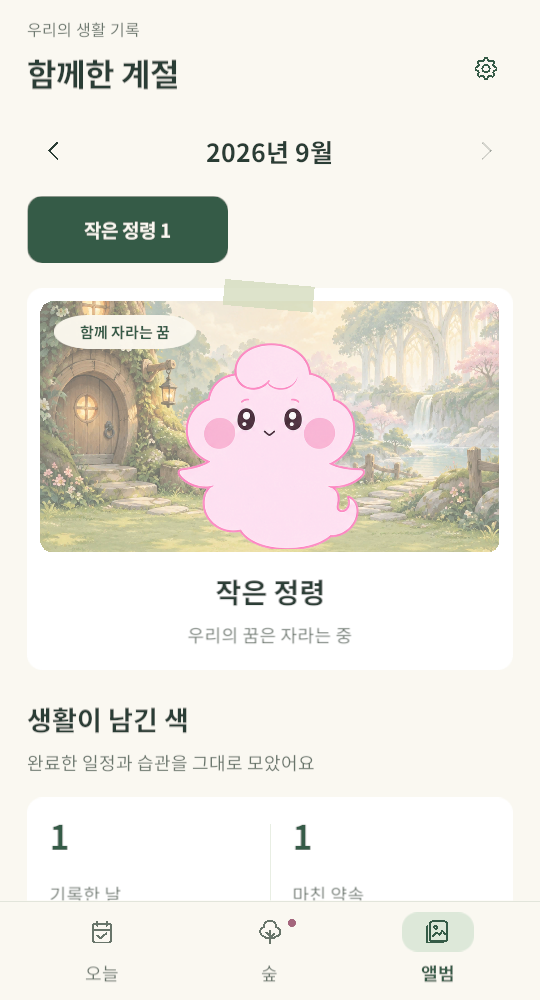 우리의 생활 기록
함께한 계절
2026년 9월
작은 정령 1
함께 자라는 꿈
작은 정령
우리의 꿈은 자라는 중
생활이 남긴 색
완료한 일정과 습관을 그대로 모았어요
1
1
기록한 날
마친 약속
오늘
숲
앨범